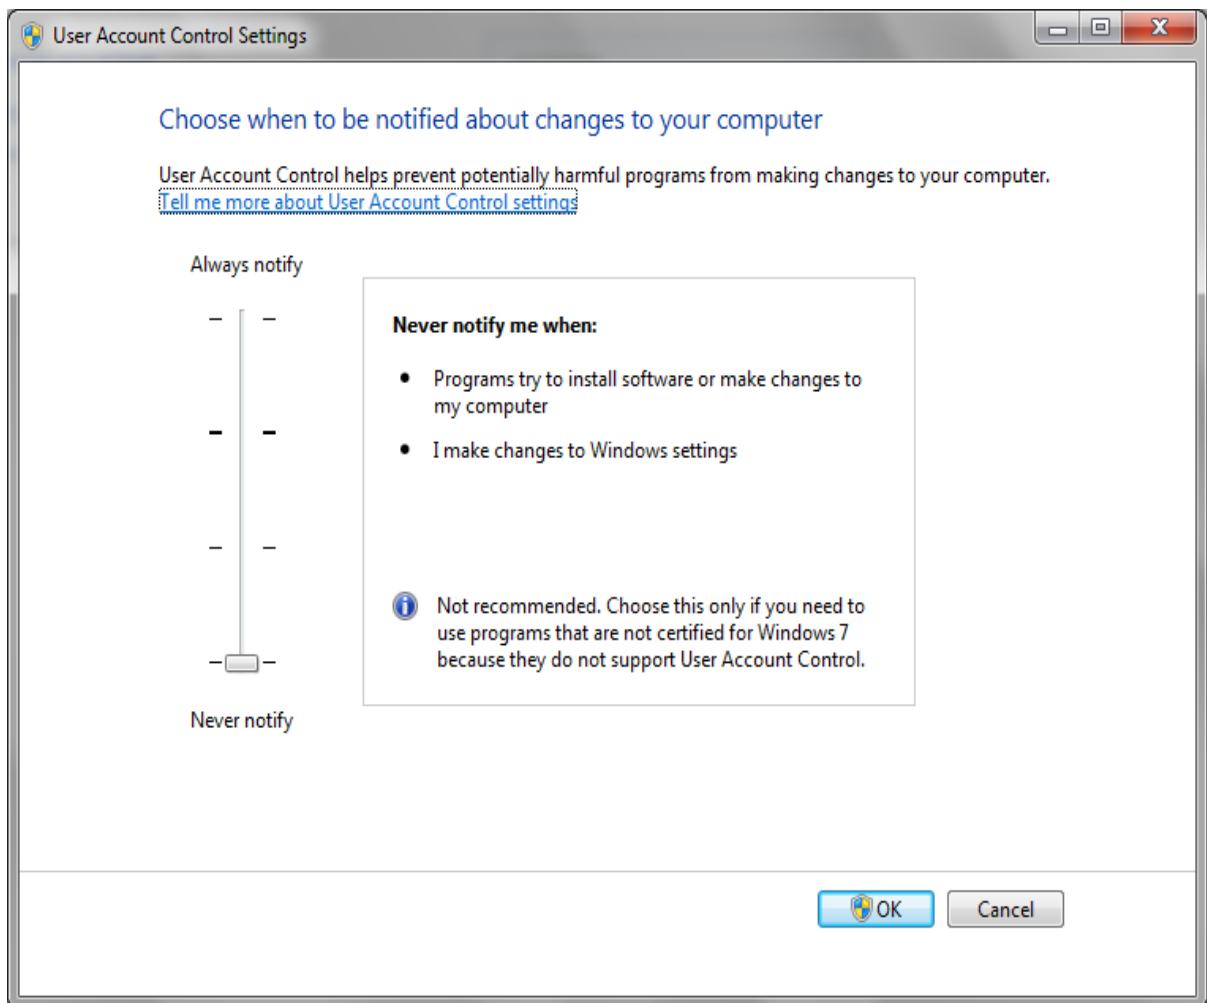 User Account Control Settings
Choose when to be notified about changes to your computer
User Account Control helps prevent potentially harmful programs from making changes to your computer.
Tell me more about User Account Control settings
Always notify
Never notify me when:
• Programs try to install software or make changes to
my computer
• I make changes to Windows settings
Not recommended. Choose this only if you need to
use programs that are not certified for Windows 7
because they do not support User Account Control.
Never notify
OK
Cancel